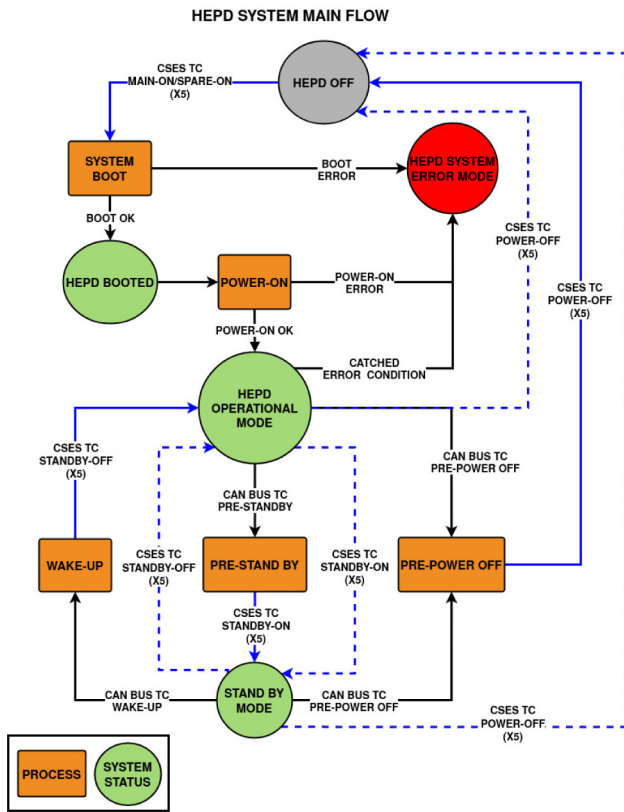 HEPD SYSTEM MAIN FLOW
CSES TC
MAIN-ON/SPARE-ON
(X5)
HEPD OFF
SYSTEM
BOOT
BOOT
ERROR
HEPD SYSTEM
ERROR MODE
BOOT OK
CSES TC
POWER-OFF
(X5)
CSES TC
POWER-OFF
(X5)
HEPD BOOTED
POWER-ON
POWER-ON
ERROR
POWER-ON OK
CATCHED
ERROR CONDITION
HEPD
OPERATIONAL
MODE
CSES TC
STANDBY-OFF
(X5)
CAN BUS TC
PRE-POWER OFF
CAN BUS TC
PRE-STANDBY
WAKE-UP
CSES TC
STANDBY-OFF
(X5)
PRE-STAND BY
CSES TC
STANDBY-ON
(X5)
PRE-POWER OFF
CSES TC
STANDBY-ON
(X5)
CAN BUS TC
WAKE-UP
STAND BY
MODE
CAN BUS TC
PRE-POWER OFF
CSES TC
POWER-OFF
(X5)
PROCESS
SYSTEM
STATUS